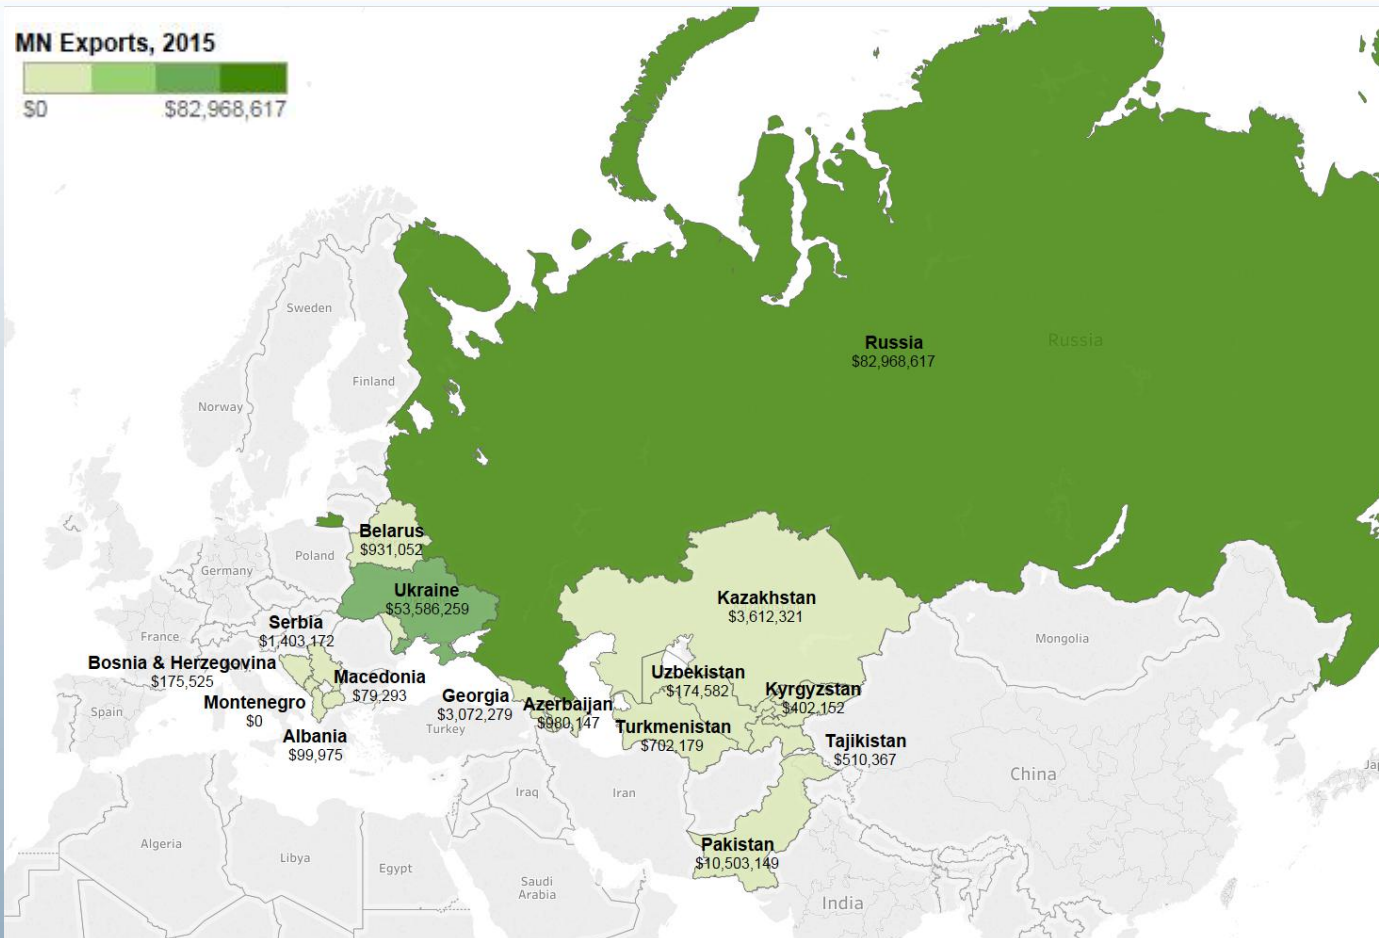 MN Exports, 2015
$0
$82,968,617
Sweden
Finland
Norway
Russia
$82,968,617
Russia
Belarus
$931,052
Poland
Germany
Ukraine
$53,586,259
Kazakhstan
$3,612,321
Serbia
$1,403,172
France
Mongolia
Bosnia & Herzegovina
$175,525
Macedonia
$79,293
Uzbekistan
$174,582
Kyrgyzstan
$402,152
Montenegro
$0
Spain
Georgia
$3,072,279
Azerbaijan
$980,147
Turkey
Turkmenistan
$702,179
Albania
$99,975
Tajikistan
$510,367
China
Iraq
Iran
Pakistan
$10,503,149
Algeria
Libya
Egypt
Saudi
Arabia
India